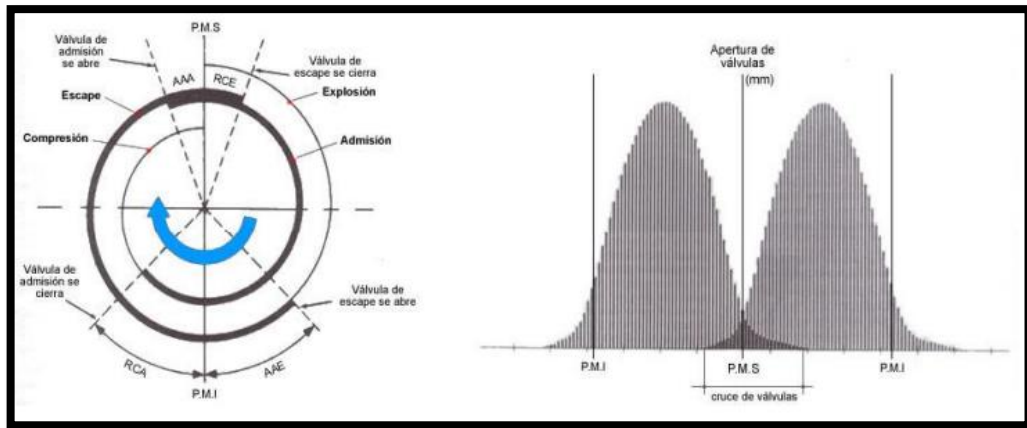 P.M.S
Válvula de
admisión
se abre
AAA
RCE
Válvula de
escape se cierra
Escape
Explosión
Compresión
Admisión
Válvula de
admisión se
cierra
Válvula de
escape se abre
RCA
AAE
P.M.I
Apertura de
válvulas
(mm)
P.M.I
P.M.S
P.M.I
cruce de válvulas